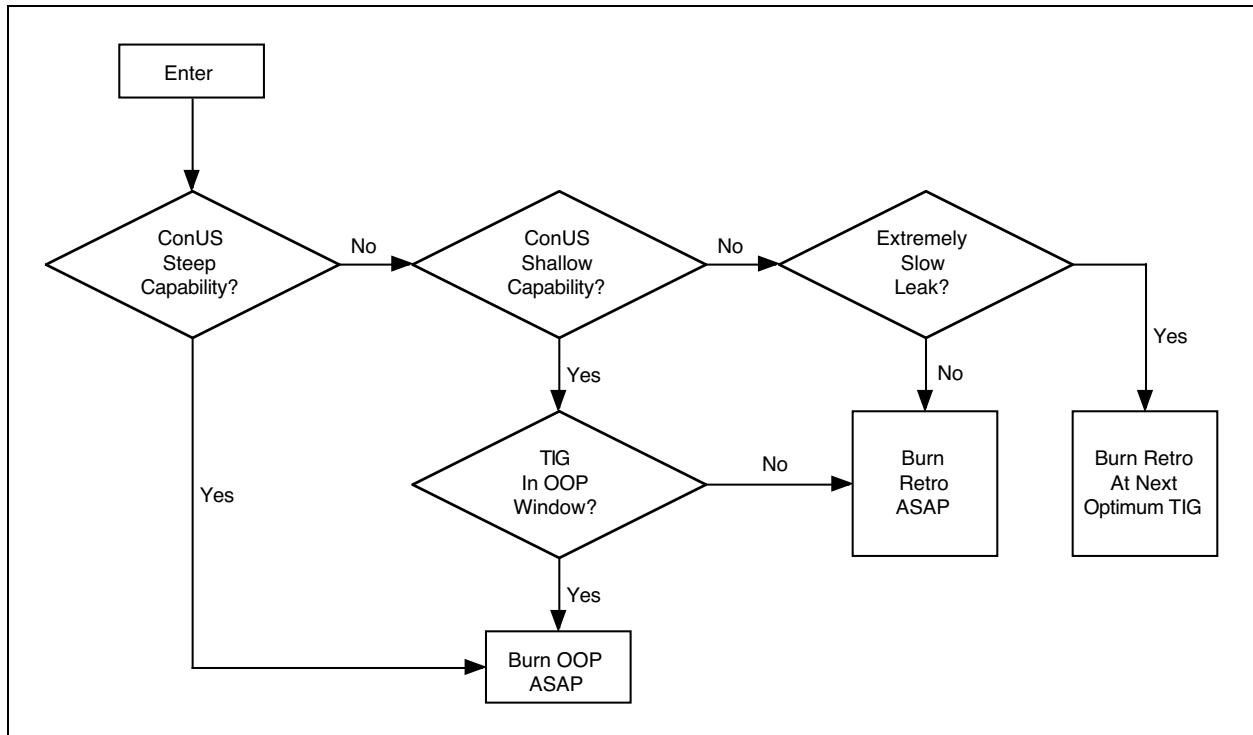 Enter
ConUS
Steep
Capability?
No
ConUS
Shallow
Capability?
No
Extremely
Slow
Leak?
Yes
Yes
No
Yes
TIG
In OOP
Window?
No
Burn
Retro
ASAP
Burn Retro
At Next
Optimum TIG
Yes
Burn OOP
ASAP